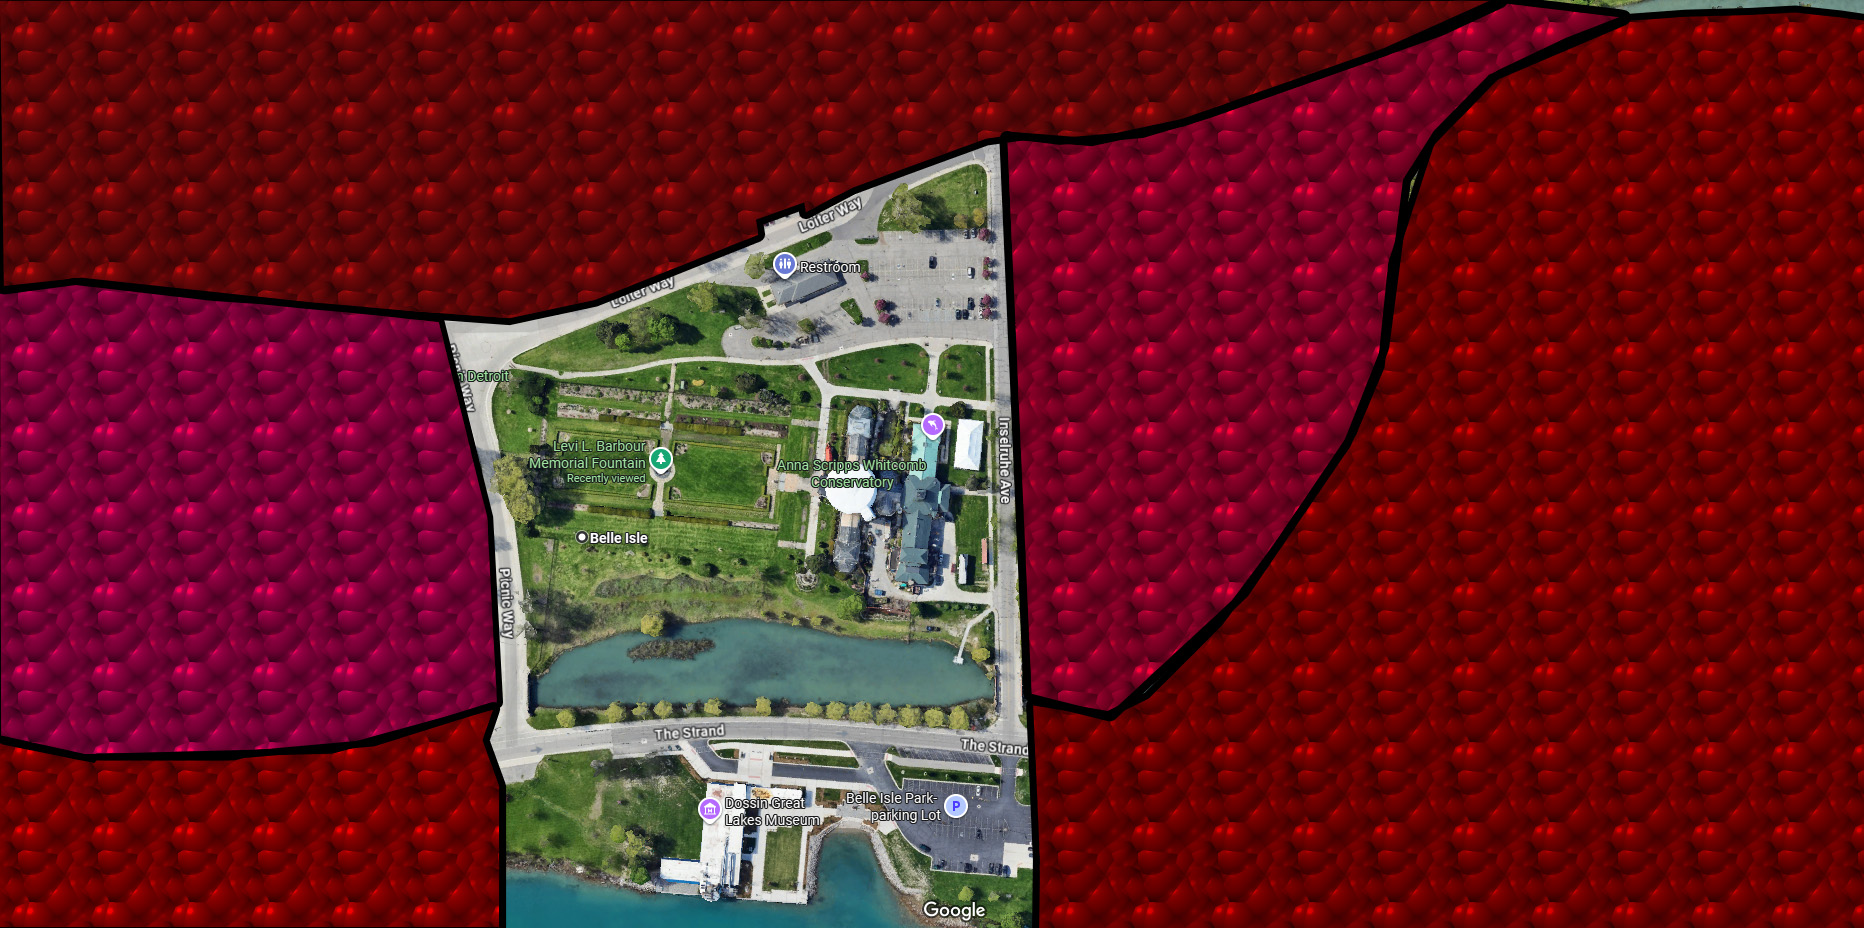 Loiter Way
Restroom
Loiter Way
Picnic Way
n Detroit
Inselruhe Ave
Levi L. Barbour
Memorial Fountain
Recently viewed
Anna Scripps Whitcomb
Conservatory
Belle Isle
Picnic Way
The Strand
The Strand
Dossin Great
Lakes Museum
Belle Isle Park-
parking Lot
P
Google